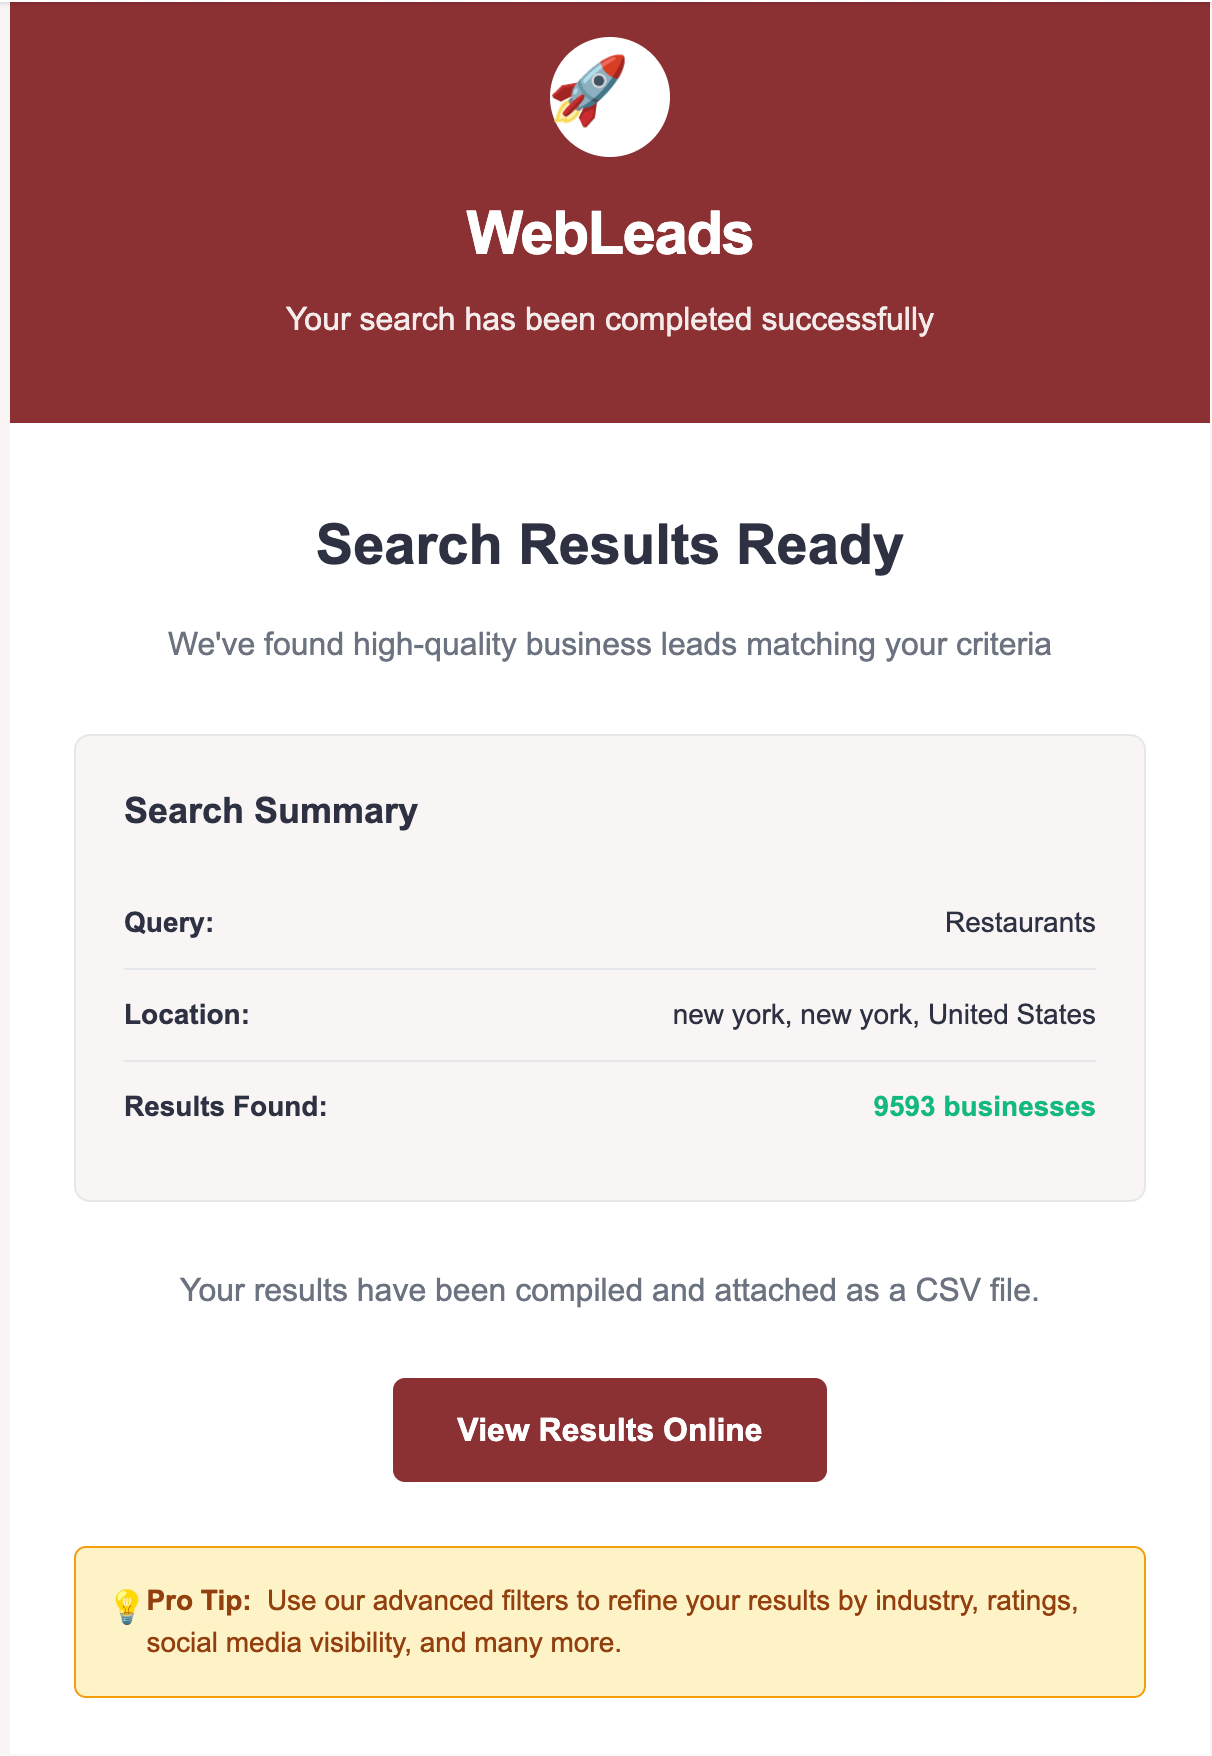 WebLeads
Your search has been completed successfully
Search Results Ready
We've found high-quality business leads matching your criteria
Search Summary
Query: Restaurants
Location: new york, new york, United States
Results Found: 9593 businesses
Your results have been compiled and attached as a CSV file.
View Results Online
Pro Tip: Use our advanced filters to refine your results by industry, ratings,
social media visibility, and many more.